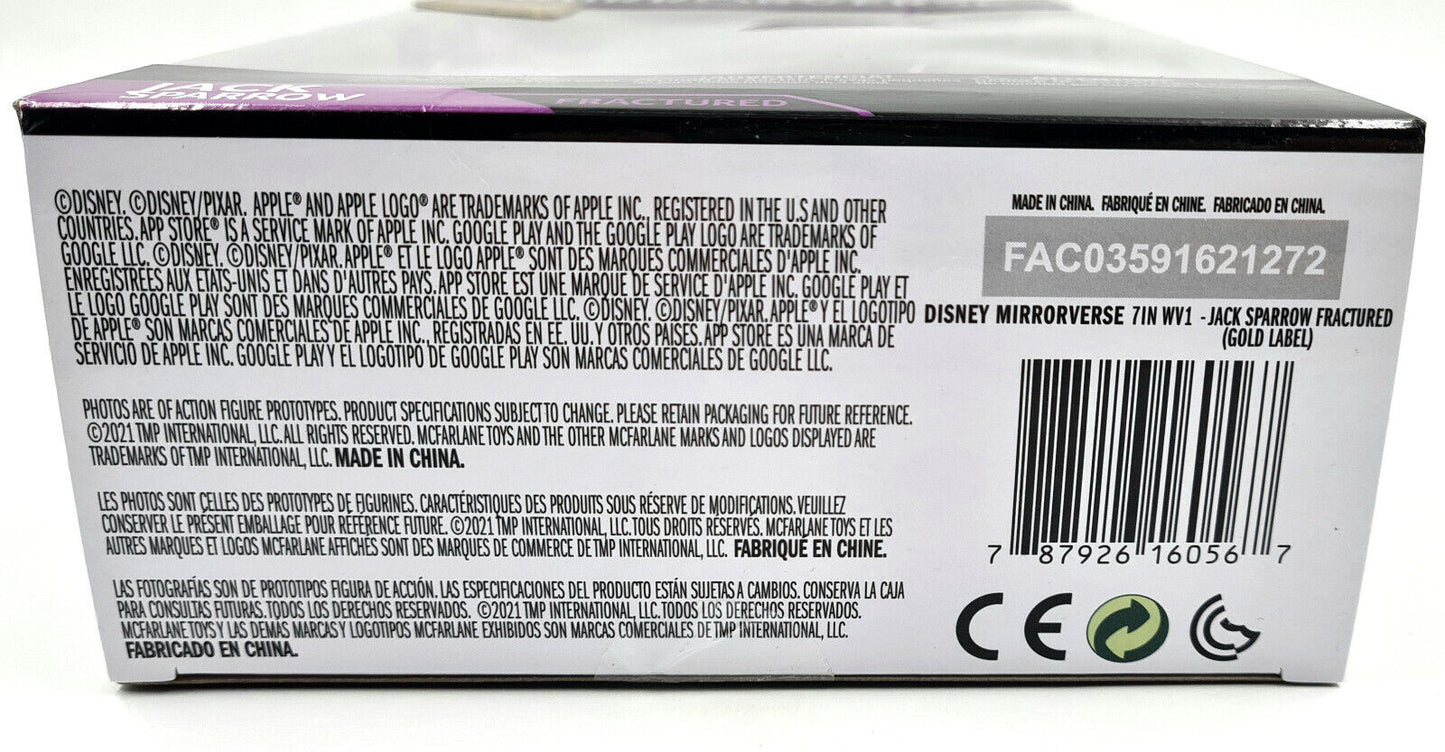 JACK
SPARROW
FRACTURED
©DISNEY. ©DISNEY/PIXAR. APPLE® AND APPLE LOGO® ARE TRADEMARKS OF APPLE INC., REGISTERED IN THE U.S AND OTHER
COUNTRIES. APP STORE® IS A SERVICE MARK OF APPLE INC. GOOGLE PLAY AND THE GOOGLE PLAY LOGO ARE TRADEMARKS OF
GOOGLE LLC. ©DISNEY. ©DISNEY/PIXAR. APPLE® ET LE LOGO APPLE® SONT DES MARQUES COMMERCIALES D'APPLE INC.
ENREGISTRÉES AUX ETATS-UNIS ET DANS D'AUTRES PAYS. APP STORE EST UNE MARQUE DE SERVICE D'APPLE INC. GOOGLE PLAY ET
LE LOGO GOOGLE PLAY SONT DES MARQUES COMMERCIALES DE GOOGLE LLC. ©DISNEY. ©DISNEY/PIXAR. APPLE® Y EL LOGOTIPO
DE APPLE® SON MARCAS COMERCIALES DE APPLE INC., REGISTRADAS EN EE. UU. Y OTROS PAISES. APP STORE ES UNA MARCA DE
SERVICIO DE APPLE INC. GOOGLE PLAY Y EL LOGOTIPO DE GOOGLE PLAY SON MARCAS COMERCIALES DE GOOGLE LLC.
PHOTOS ARE OF ACTION FIGURE PROTOTYPES. PRODUCT SPECIFICATIONS SUBJECT TO CHANGE. PLEASE RETAIN PACKAGING FOR FUTURE REFERENCE.
©2021 TMP INTERNATIONAL, LLC. ALL RIGHTS RESERVED. MCFARLANE TOYS AND THE OTHER MCFARLANE MARKS AND LOGOS DISPLAYED ARE
TRADEMARKS OF TMP INTERNATIONAL, LLC. MADE IN CHINA.
LES PHOTOS SONT CELLES DES PROTOTYPES DE FIGURINES. CARACTÉRISTIQUES DES PRODUITS SOUS RÉSERVE DE MODIFICATIONS. VEUILLEZ
CONSERVER LE PRÉSENT EMBALLAGE POUR RÉFÉRENCE FUTURE. ©2021 TMP INTERNATIONAL, LLC. TOUS DROITS RESERVÉS. MCFARLANE TOYS ET LES
AUTRES MARQUES ET LOGOS MCFARLANE AFFICHÉS SONT DES MARQUES DE COMMERCE DE TMP INTERNATIONAL, LLC. FABRIQUÉ EN CHINE.
LAS FOTOGRAFÍAS SON DE PROTOTIPOS FIGURA DE ACCIÓN. LAS ESPECIFICACIONES DEL PRODUCTO ESTÁN SUJETAS A CAMBIOS. CONSERVA LA CAJA
PARA CONSULTAS FUTURAS. TODOS LOS DERECHOS RESERVADOS. ©2021 TMP INTERNATIONAL, LLC. TODOS LOS DERECHOS RESERVADOS.
MCFARLANE TOYS Y LAS DEMAS MARCAS Y LOGOTIPOS MCFARLANE EXHIBIDOS SON MARCAS COMERCIALES DE TMP INTERNATIONAL, LLC.
FABRICADO EN CHINA.
MADE IN CHINA. FABRIQUÉ EN CHINE. FABRICADO EN CHINA.
FAC03591621272
DISNEY MIRRORVERSE 7IN WV1 - JACK SPARROW FRACTURED
(GOLD LABEL)
7 87926 16056 7
CE